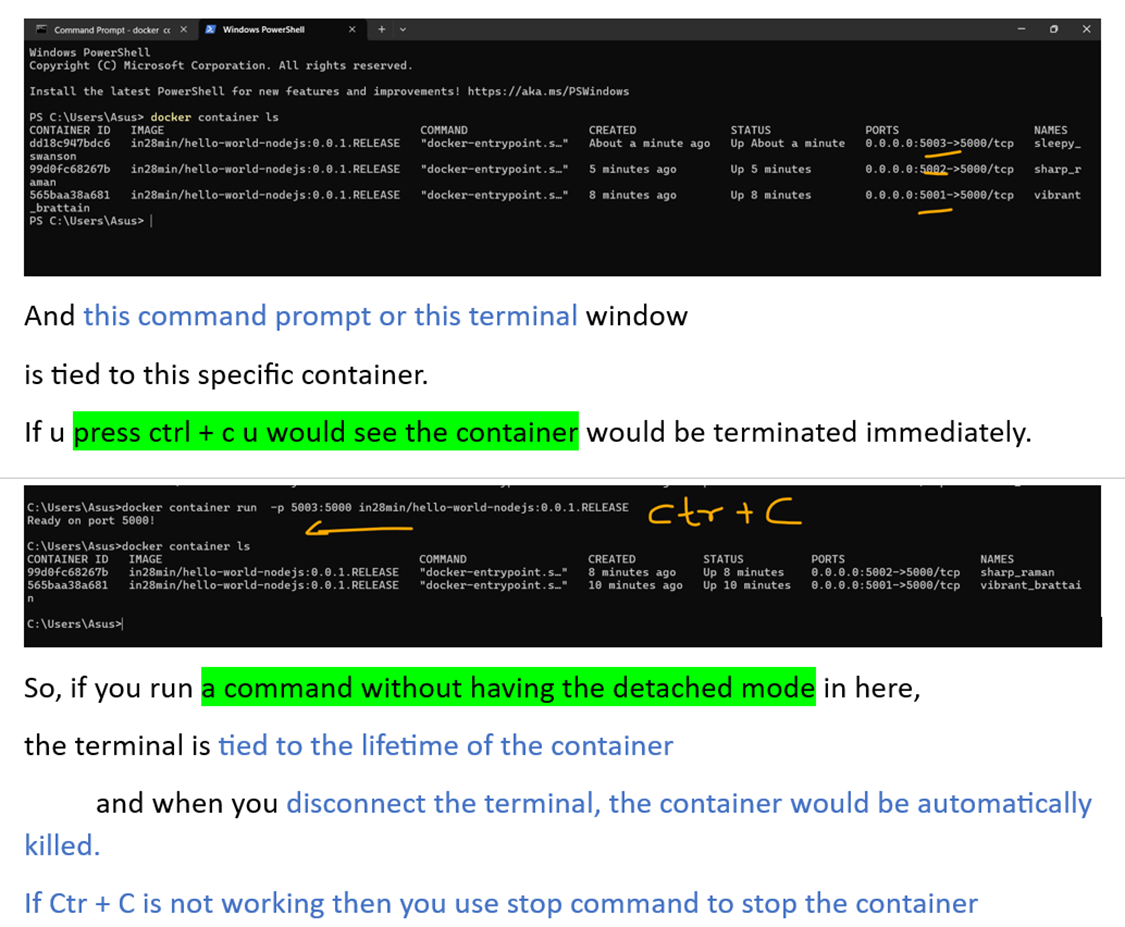 Command Prompt - docker cc
Windows PowerShell
Windows PowerShell
Copyright (C) Microsoft Corporation. All rights reserved.
Install the latest PowerShell for new features and improvements! https://aka.ms/PSWindows
PS C:\Users\Asus> docker container ls
CONTAINER ID IMAGE COMMAND CREATED STATUS PORTS NAMES
dd18c947bdc6 in28min/hello-world-nodejs:0.0.1.RELEASE "docker-entrypoint.s…" About a minute ago Up About a minute 0.0.0.0:5003->5000/tcp sleepy_
swanson
99d0fc68267b in28min/hello-world-nodejs:0.0.1.RELEASE "docker-entrypoint.s…" 5 minutes ago Up 5 minutes 0.0.0.0:5002->5000/tcp sharp_r
aman
565baa38a681 in28min/hello-world-nodejs:0.0.1.RELEASE "docker-entrypoint.s…" 8 minutes ago Up 8 minutes 0.0.0.0:5001->5000/tcp vibrant
_brattain
PS C:\Users\Asus>
And this command prompt or this terminal window
is tied to this specific container.
If u press ctrl + c u would see the container would be terminated immediately.
C:\Users\Asus>docker container run -p 5003:5000 in28min/hello-world-nodejs:0.0.1.RELEASE
ctr + C
Ready on port 5000!
C:\Users\Asus>docker container ls
CONTAINER ID IMAGE COMMAND CREATED STATUS PORTS NAMES
99d0fc68267b in28min/hello-world-nodejs:0.0.1.RELEASE "docker-entrypoint.s…" 8 minutes ago Up 8 minutes 0.0.0.0:5002->5000/tcp sharp_raman
565baa38a681 in28min/hello-world-nodejs:0.0.1.RELEASE "docker-entrypoint.s…" 10 minutes ago Up 10 minutes 0.0.0.0:5001->5000/tcp vibrant_brattai
n
C:\Users\Asus>
So, if you run a command without having the detached mode in here,
the terminal is tied to the lifetime of the container
and when you disconnect the terminal, the container would be automatically
killed.
If Ctr + C is not working then you use stop command to stop the container